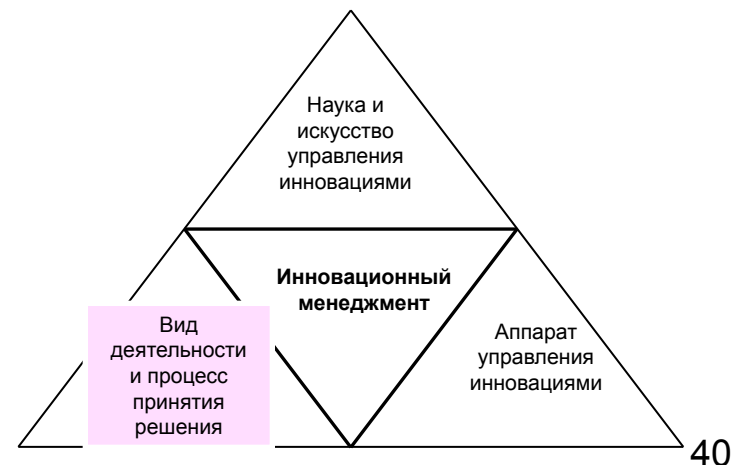 Наука и
искусство
управления
инновациями
Инновационный
менеджмент
Вид
деятельности
и процесс
принятия
решения
Аппарат
управления
инновациями
40